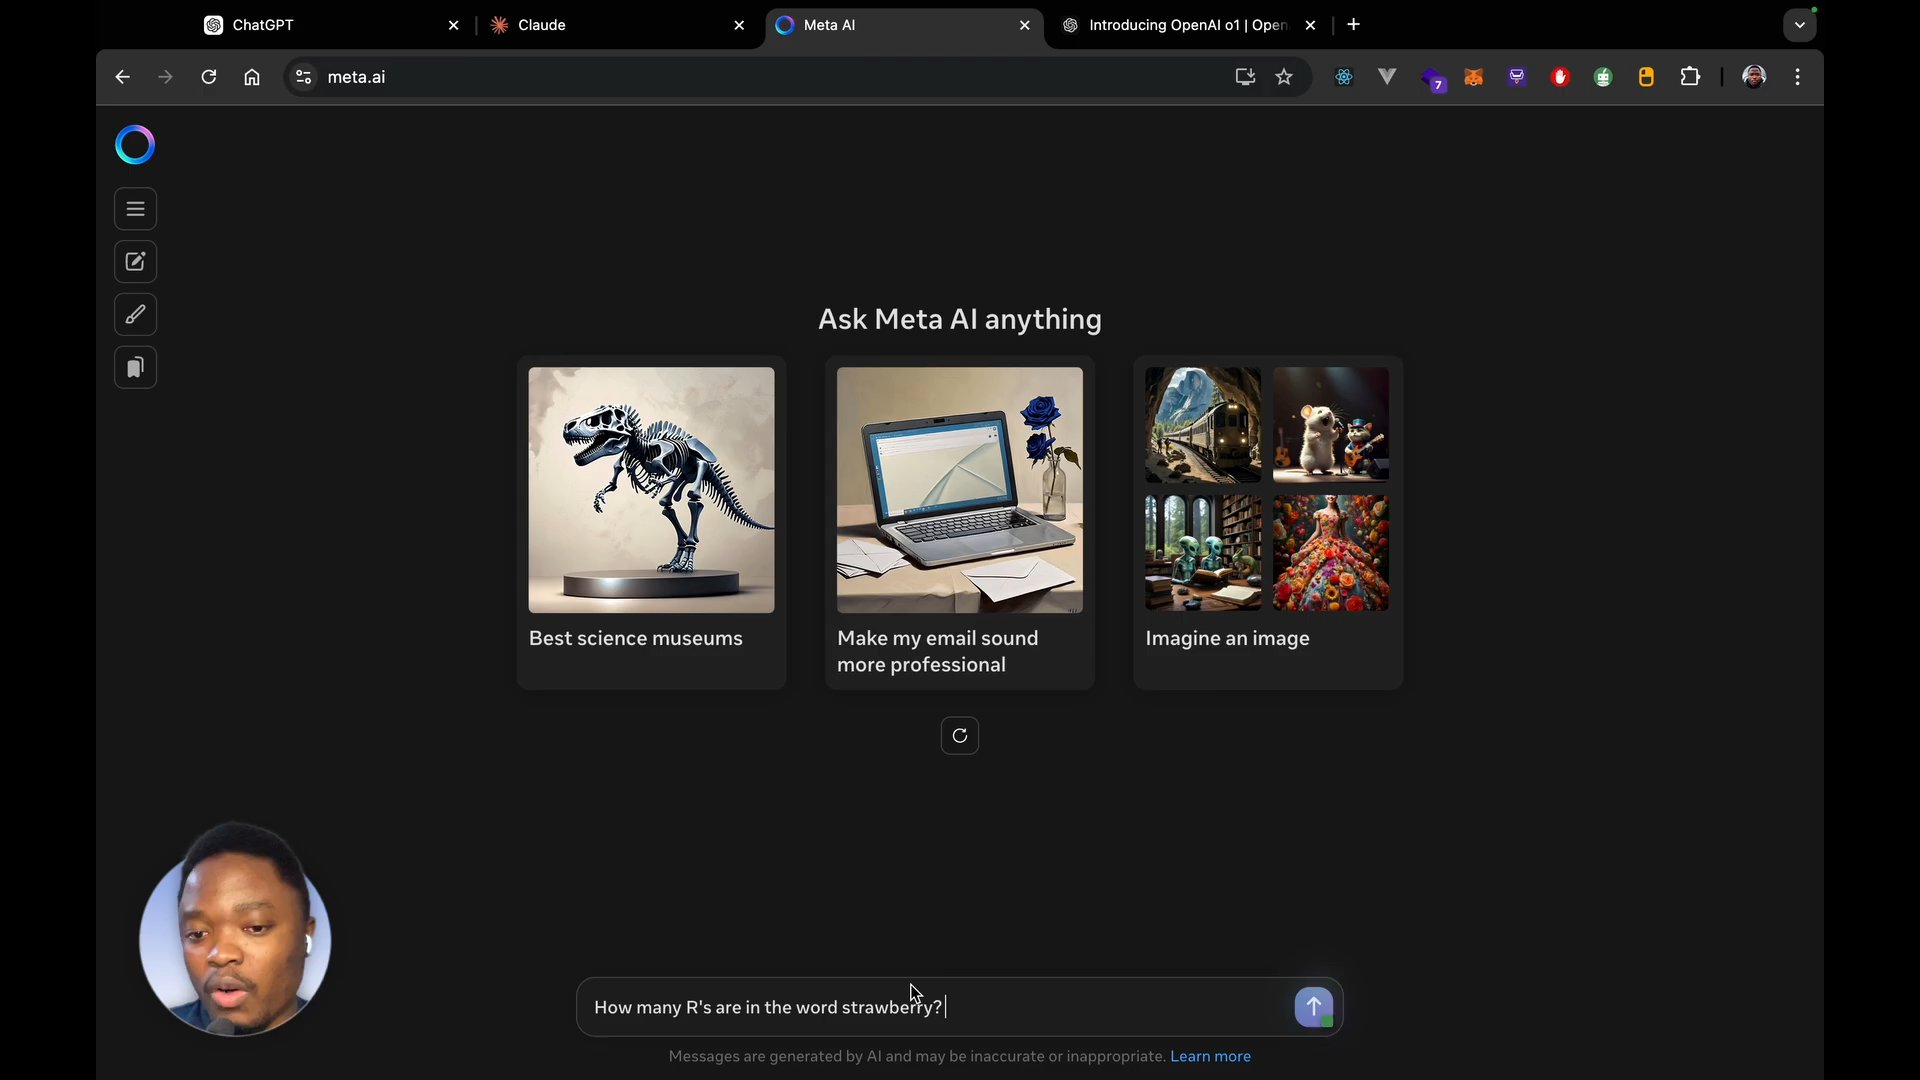 ChatGPT
Claude
Meta AI
Introducing OpenAI o1 | Open
meta.ai
7
Ask Meta AI anything
Best science museums
Make my email sound
more professional
Imagine an image
How many R's are in the word strawberry?
Messages are generated by AI and may be inaccurate or inappropriate. Learn more